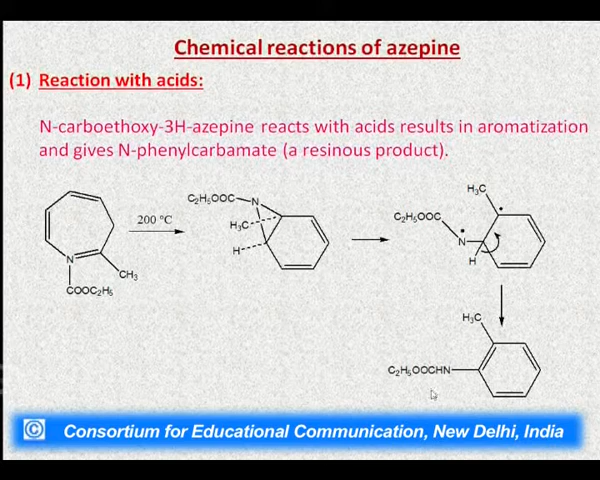 Chemical reactions of azepine
(1) Reaction with acids:
N-carboethoxy-3H-azepine reacts with acids results in aromatization
and gives N-phenylcarbamate (a resinous product).
N
CH3
COOC2H5
200 °C
C2H5OOC
N
H3C
H
H3C
C2H5OOC
N
H
H3C
C2H5OOCHN
© Consortium for Educational Communication, New Delhi, India